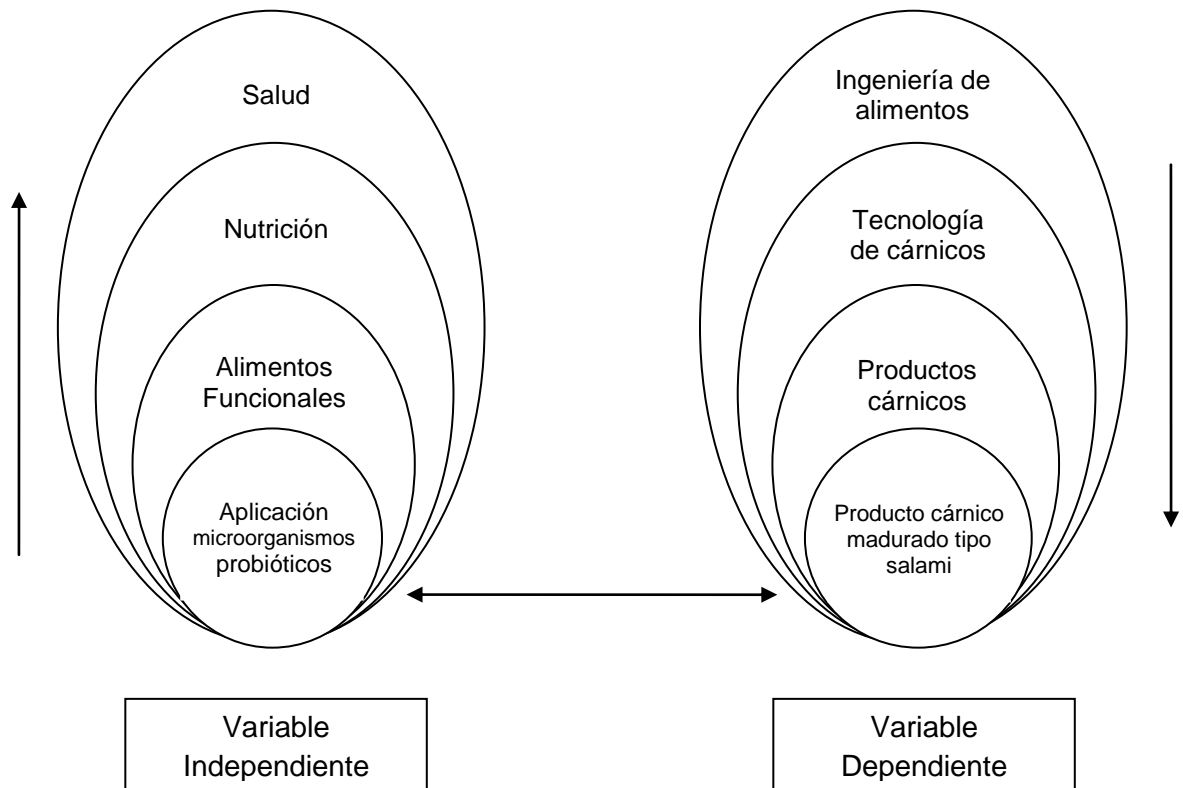 Salud
Nutrición
Alimentos
Funcionales
Aplicación
microorganismos
probióticos
Variable
Independiente
Ingeniería de
alimentos
Tecnología
de cárnicos
Productos
cárnicos
Producto cárnico
madurado tipo
salami
Variable
Dependiente